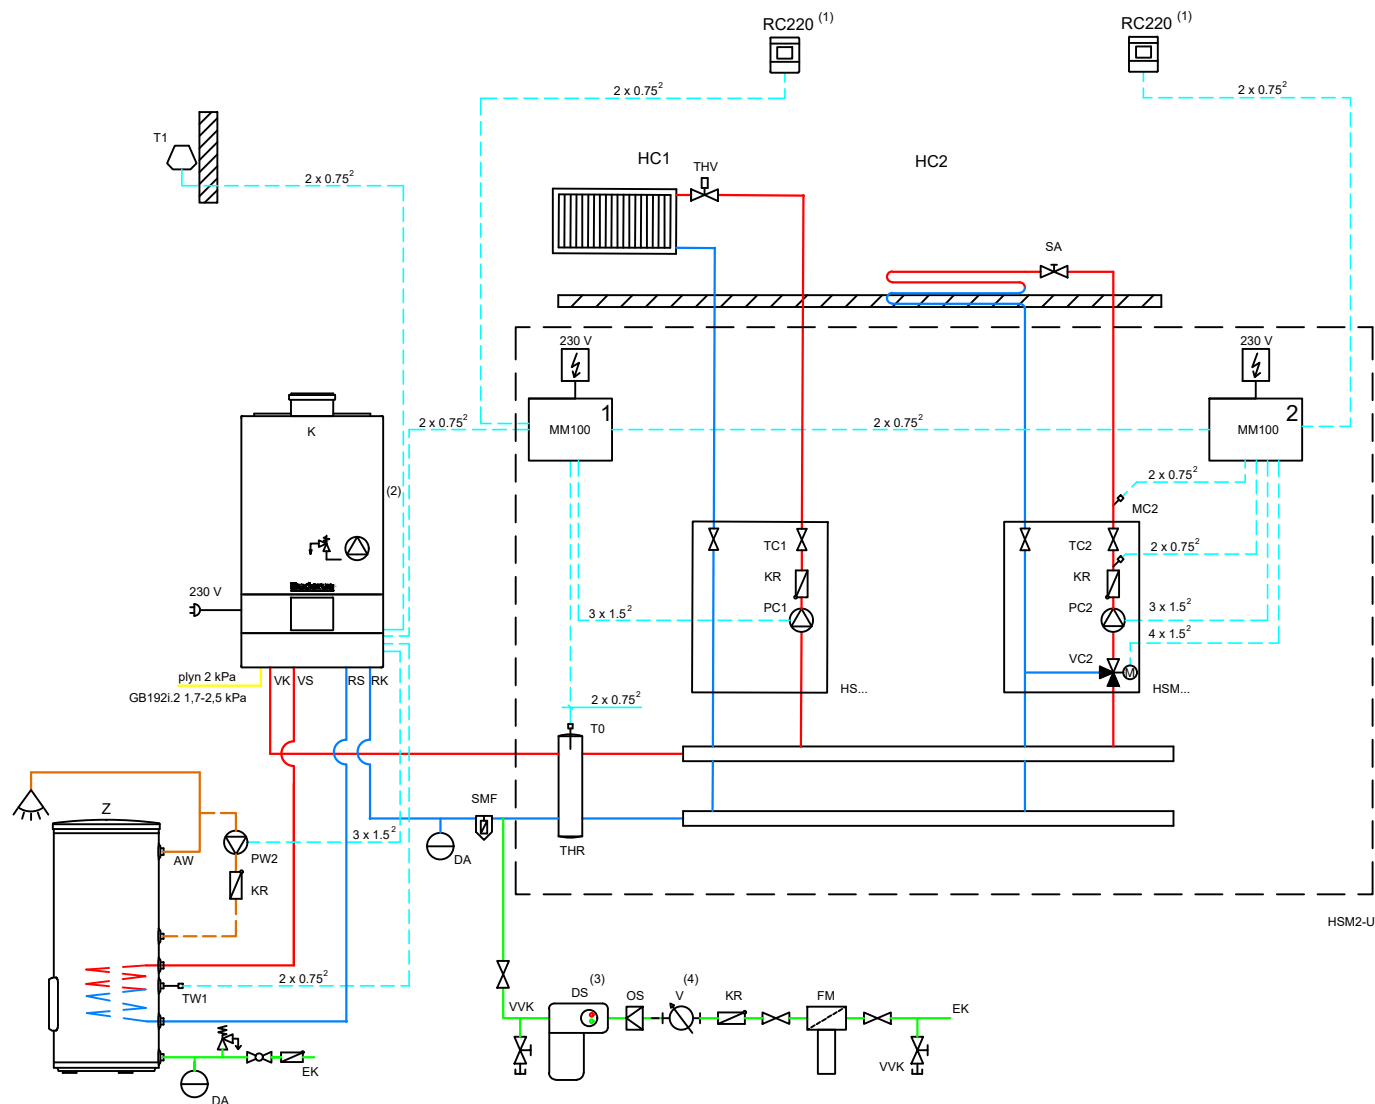 RC220 (1)
RC220 (1)
2 x 0.75²
2 x 0.75²
T1
2 x 0.75²
HC1
THV
HC2
SA
230 V
230 V
1
MM100
2 x 0.75²
2 x 0.75²
2
MM100
K
(2)
2 x 0.75²
MC2
TC1
TC2
2 x 0.75²
KR
KR
Buderus
230 V
3 x 1.5²
PC1
PC2
3 x 1.5²
4 x 1.5²
VC2
M
plyn 2 kPa
VK
VS
RS
RK
HS...
HSM...
GB192i.2 1,7-2,5 kPa
2 x 0.75²
T0
Z
SMF
3 x 1.5²
AW
PW2
DA
THR
KR
HSM2-U
2 x 0.75²
TW1
VVK
DS (3)
OS
V (4)
KR
FM
EK
EK
VVK
DA